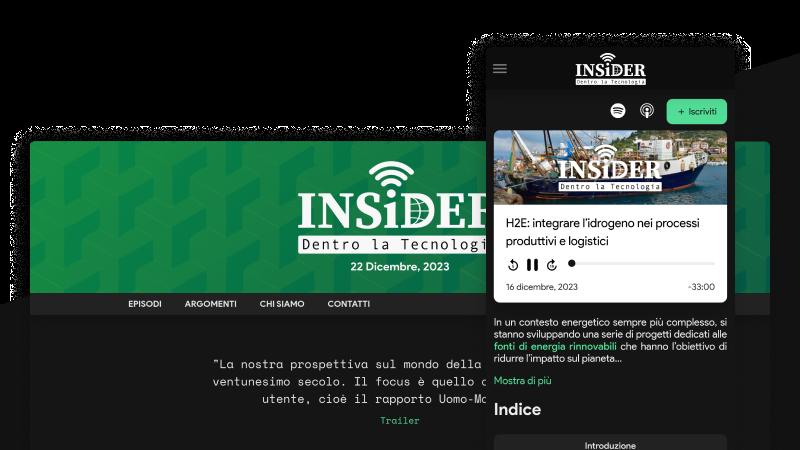 INSiDER
Dentro la Tecnologia
Iscriviti
INSiDER
Dentro la Tecnologia
H2E: integrare l'idrogeno nei processi
produttivi e logistici
16 dicembre, 2023
-33:00
In un contesto energetico sempre più complesso, si
stanno sviluppando una serie di progetti dedicati alle
fonti di energia rinnovabili che hanno l'obiettivo di
ridurre l'impatto sul pianeta...
Mostra di più
Indice
Introduzione
INSiDER
Dentro la Tecnologi
22 Dicembre, 2023
EPISODI
ARGOMENTI
CHI SIAMO
CONTATTI
"La nostra prospettiva sul mondo della
ventunesimo secolo. Il focus è quello
utente, cioè il rapporto Uomo-Ma
Trailer